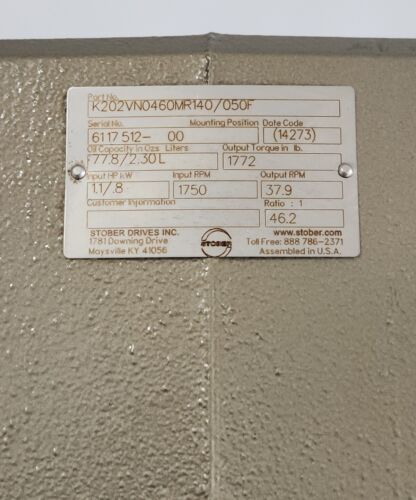 Part No.
K202VN0460MR140/050F
Serial No. Mounting Position Date Code
6117512- 00 (14273)
Oil Capacity in Ozs. Liters Output Torque in lb.
77.8/2.30L 1772
Input HP kW Input RPM Output RPM
1.1/.8 1750 37.9
Customer Information Ratio : 1
46.2
STOBER DRIVES INC. www.stober.com
1781 Downing Drive STOBER Toll Free: 888 786-2371
Maysville KY 41056 Assembled in U.S.A.